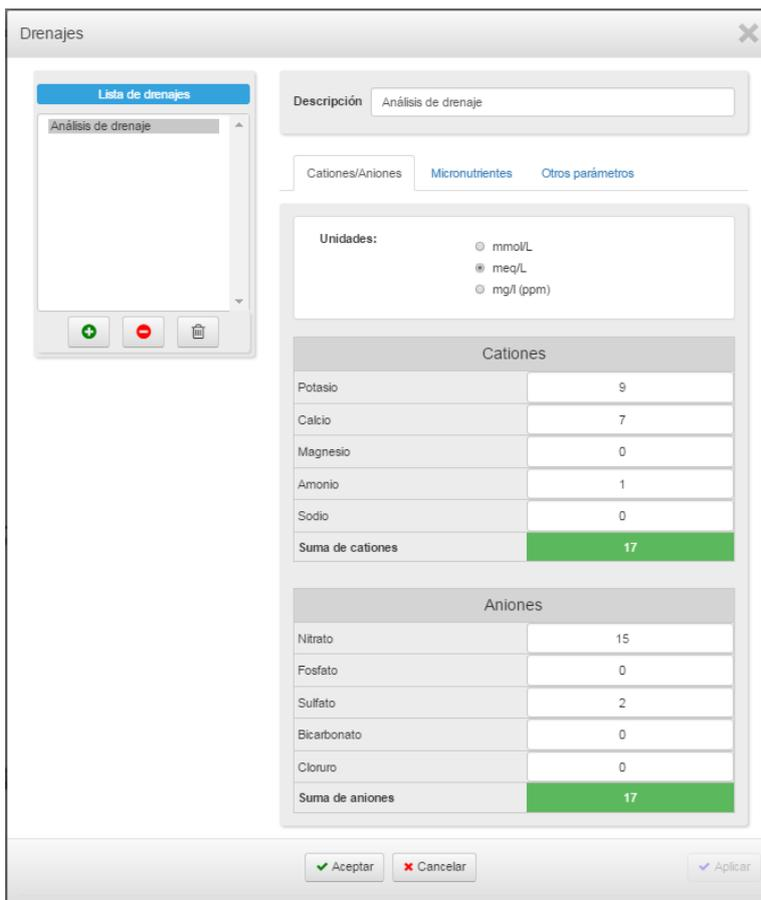 Drenajes
Lista de drenajes
Análisis de drenaje
Descripción Análisis de drenaje
Cationes/Aniones Micronutrientes Otros parámetros
Unidades:
mmol/L
meq/L
mg/l (ppm)
Cationes
Potasio 9
Calcio 7
Magnesio 0
Amonio 1
Sodio 0
Suma de cationes 17
Aniones
Nitrato 15
Fosfato 0
Sulfato 2
Bicarbonato 0
Cloruro 0
Suma de aniones 17
Aceptar Cancelar Aplicar